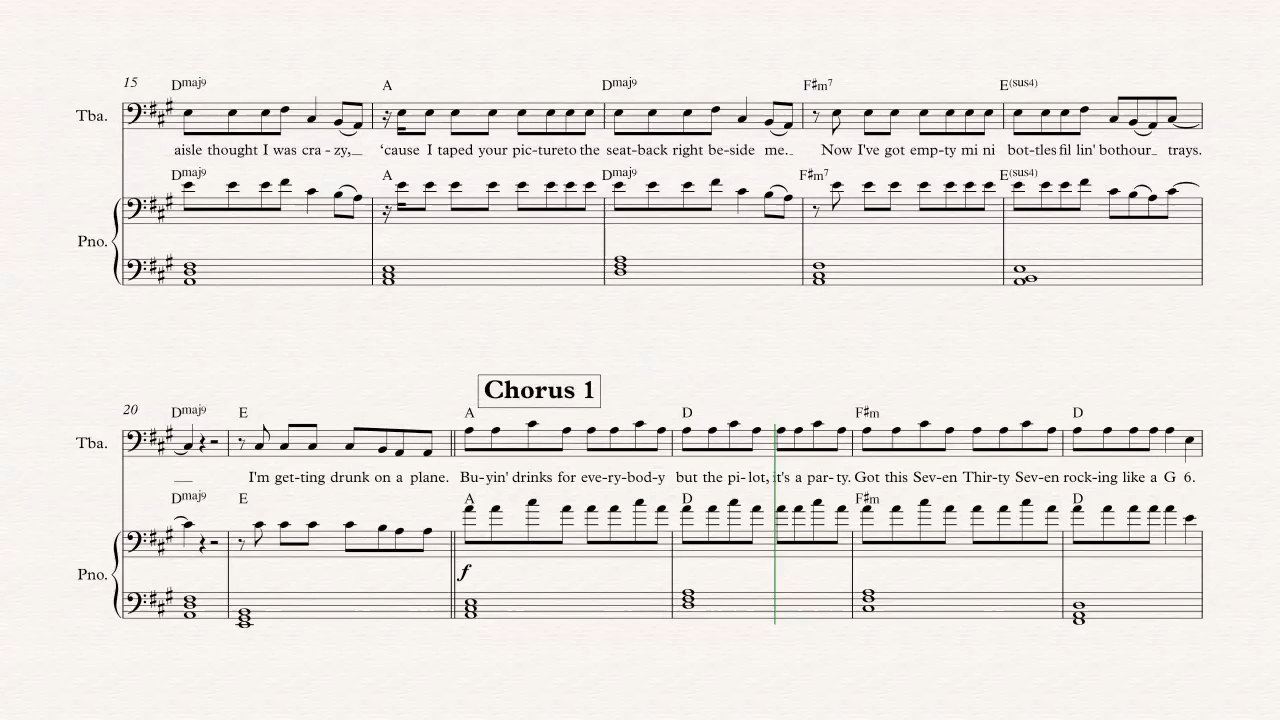 15 Dmaj9 A Dmaj9 F♯m7 E(sus4)
Tba.
aisle thought I was cra - zy,_ ‘cause I taped your pic-tureto the seat-back right be-side me._ Now I've got emp-ty mi ni bot-tles fil lin' bothour_ trays.
Dmaj9 A Dmaj9 F♯m7 E(sus4)
Pno.
Chorus 1
20 Dmaj9 E A D F♯m D
Tba.
I'm get-ting drunk on a plane. Bu-yin' drinks for eve-ry-bod-y but the pi-lot, it's a par-ty. Got this Sev-en Thir-ty Sev-en rock-ing like a G 6.
Dmaj9 E A D F♯m D
Pno.
f